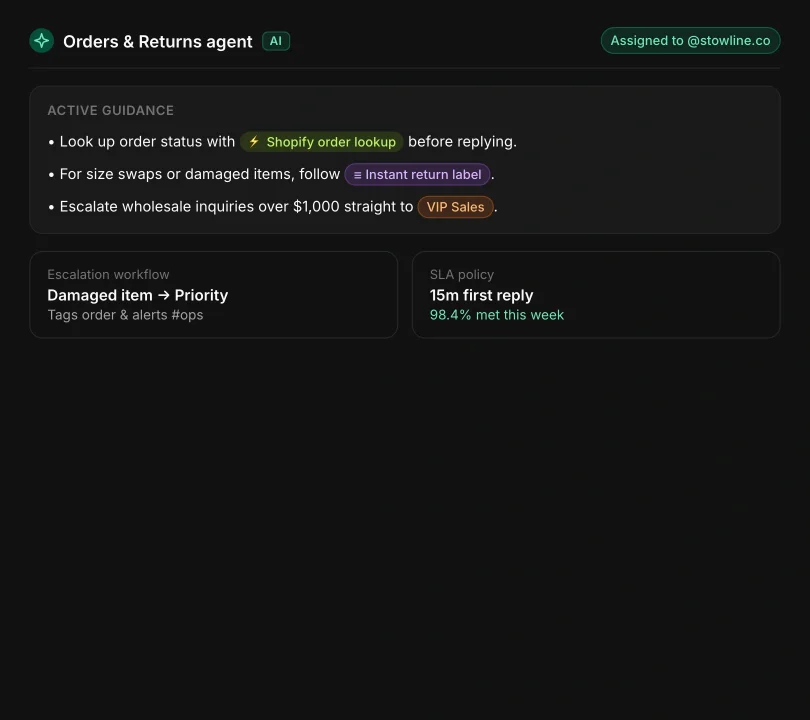 Orders & Returns agent AI
Assigned to @stowline.co
ACTIVE GUIDANCE
• Look up order status with ⚡ Shopify order lookup before replying.
• For size swaps or damaged items, follow ≡ Instant return label.
• Escalate wholesale inquiries over $1,000 straight to VIP Sales.
Escalation workflow
Damaged item → Priority
Tags order & alerts #ops
SLA policy
15m first reply
98.4% met this week